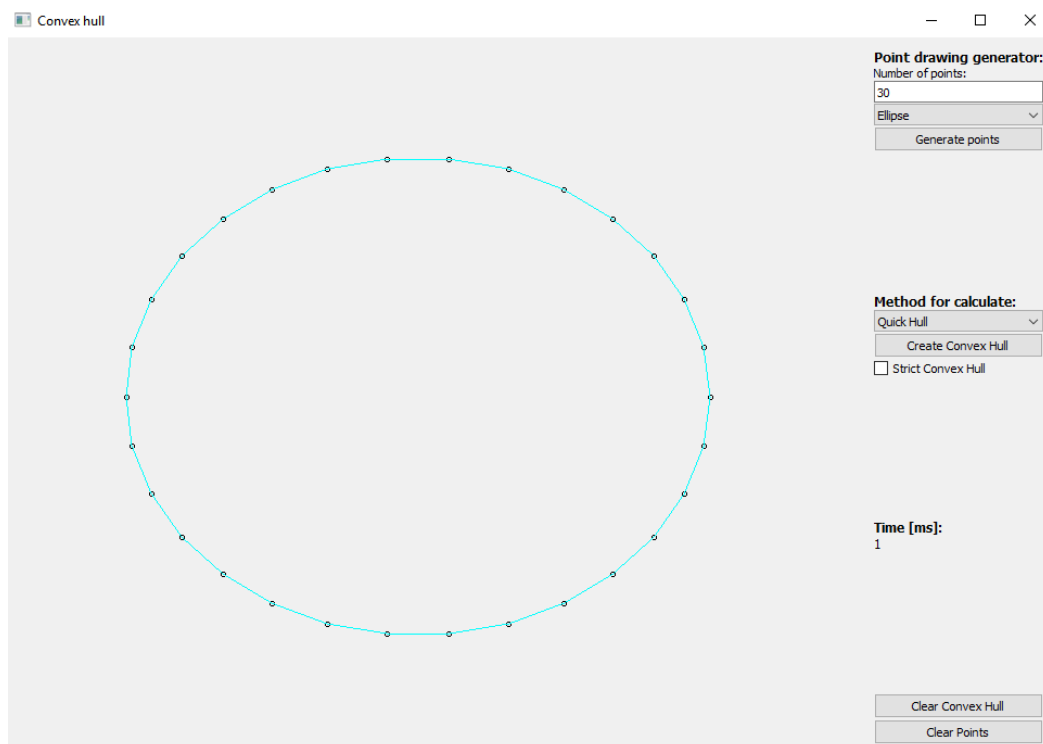 Convex hull
Point drawing generator:
Number of points:
30
Ellipse
Generate points
Method for calculate:
Quick Hull
Create Convex Hull
Strict Convex Hull
Time [ms]:
1
Clear Convex Hull
Clear Points